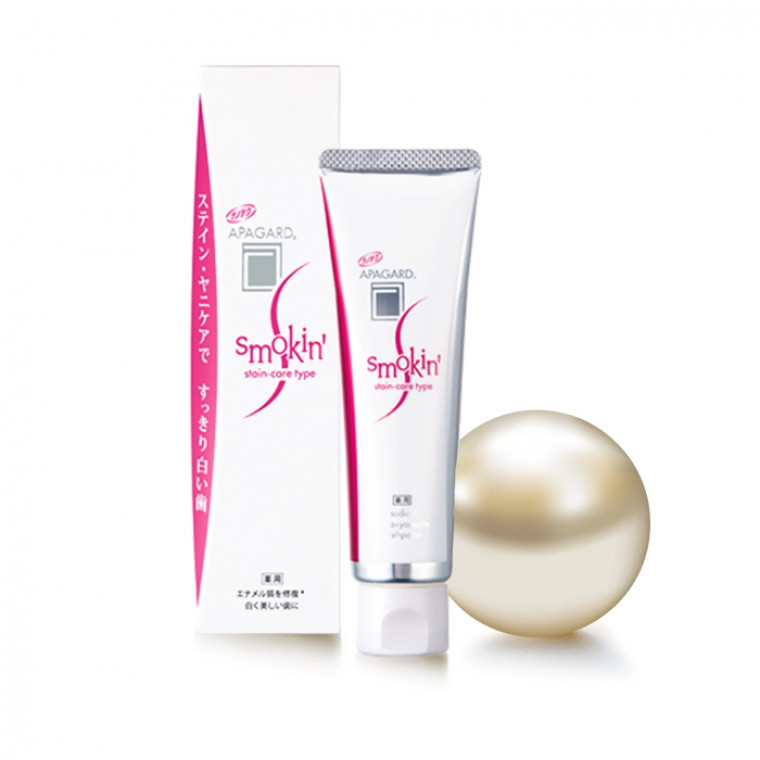 ステイン・ヤニケアで すっきり白い歯
APAGARD®
smokin'
stain-care type
薬用
エナメル質を修復*
白く美しい歯に
APAGARD®
smokin'
stain-care type
薬用